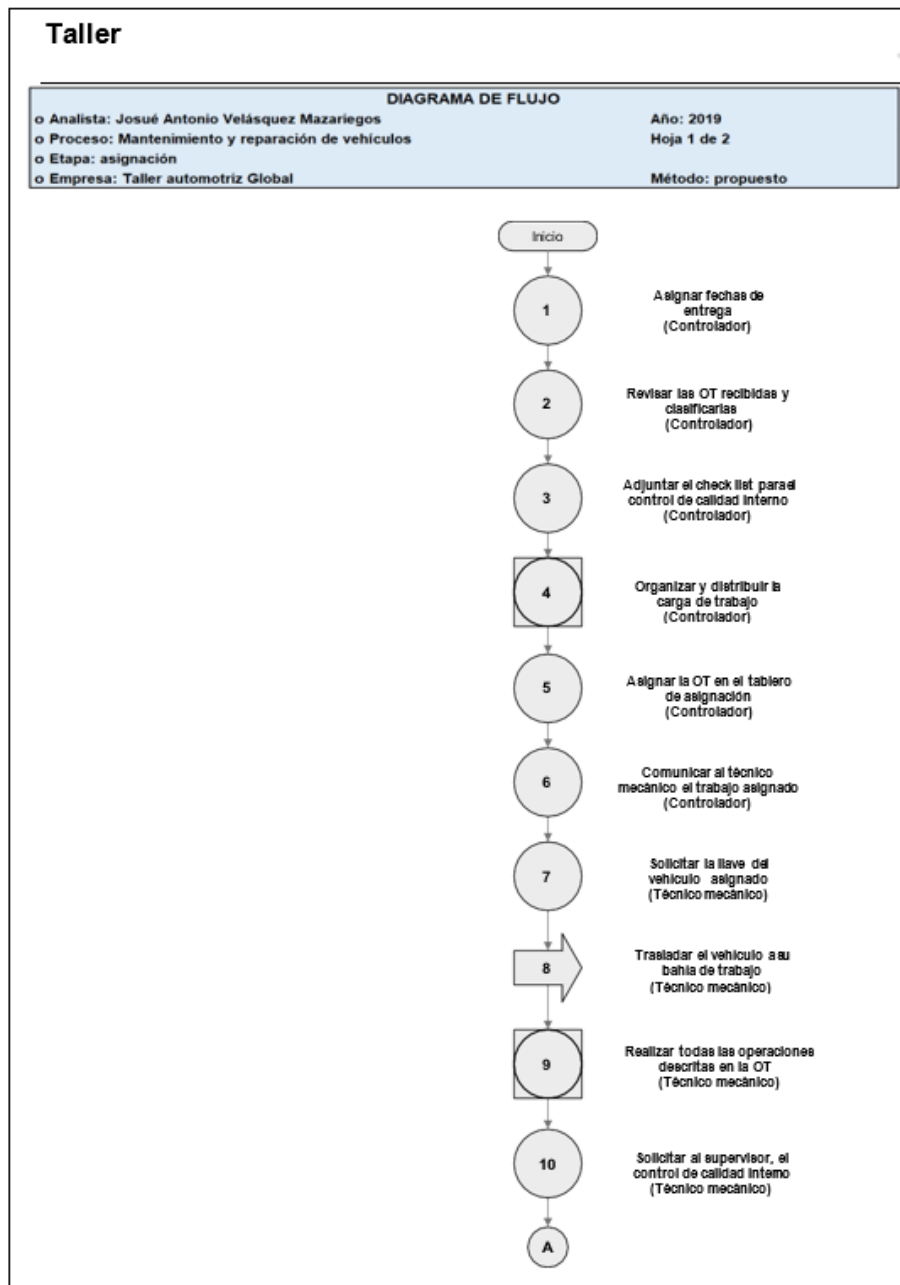 Taller
DIAGRAMA DE FLUJO
o Analista: Josué Antonio Velásquez Mazariegos Año: 2019
o Proceso: Mantenimiento y reparación de vehículos Hoja 1 de 2
o Etapa: asignación
o Empresa: Taller automotriz Global Método: propuesto
Inicio
1
Asignar fechas de
entrega
(Controlador)
2
Revisar las OT recibidas y
clasificarlas
(Controlador)
3
Adjuntar el check list para el
control de calidad interno
(Controlador)
4
Organizar y distribuir la
carga de trabajo
(Controlador)
5
Asignar la OT en el tablero
de asignación
(Controlador)
6
Comunicar al técnico
mecánico el trabajo asignado
(Controlador)
7
Solicitar la llave del
vehículo asignado
(Técnico mecánico)
8
Trasladar el vehículo a su
bahía de trabajo
(Técnico mecánico)
9
Realizar todas las operaciones
descritas en la OT
(Técnico mecánico)
10
Solicitar al supervisor, el
control de calidad interno
(Técnico mecánico)
A